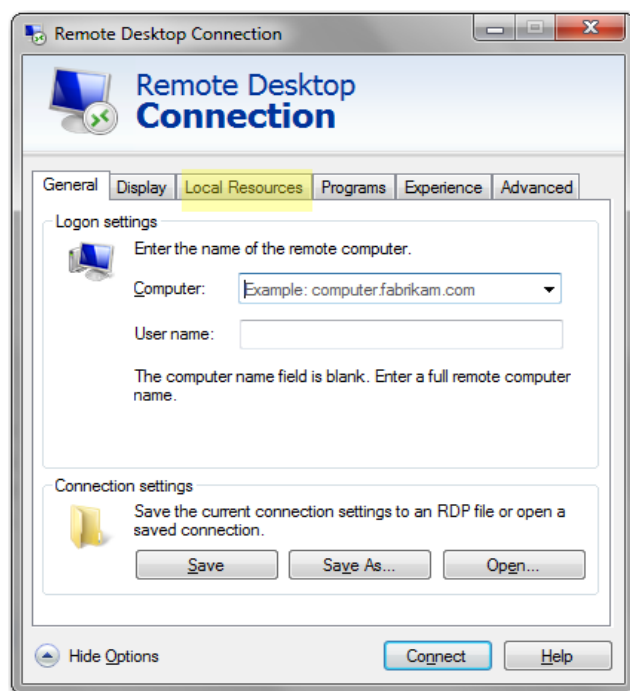 Remote Desktop Connection
Remote Desktop
Connection
General Display Local Resources Programs Experience Advanced
Logon settings
Enter the name of the remote computer.
Computer: Example: computer.fabrikam.com
User name:
The computer name field is blank. Enter a full remote computer
name.
Connection settings
Save the current connection settings to an RDP file or open a
saved connection.
Save Save As... Open...
Hide Options Connect Help